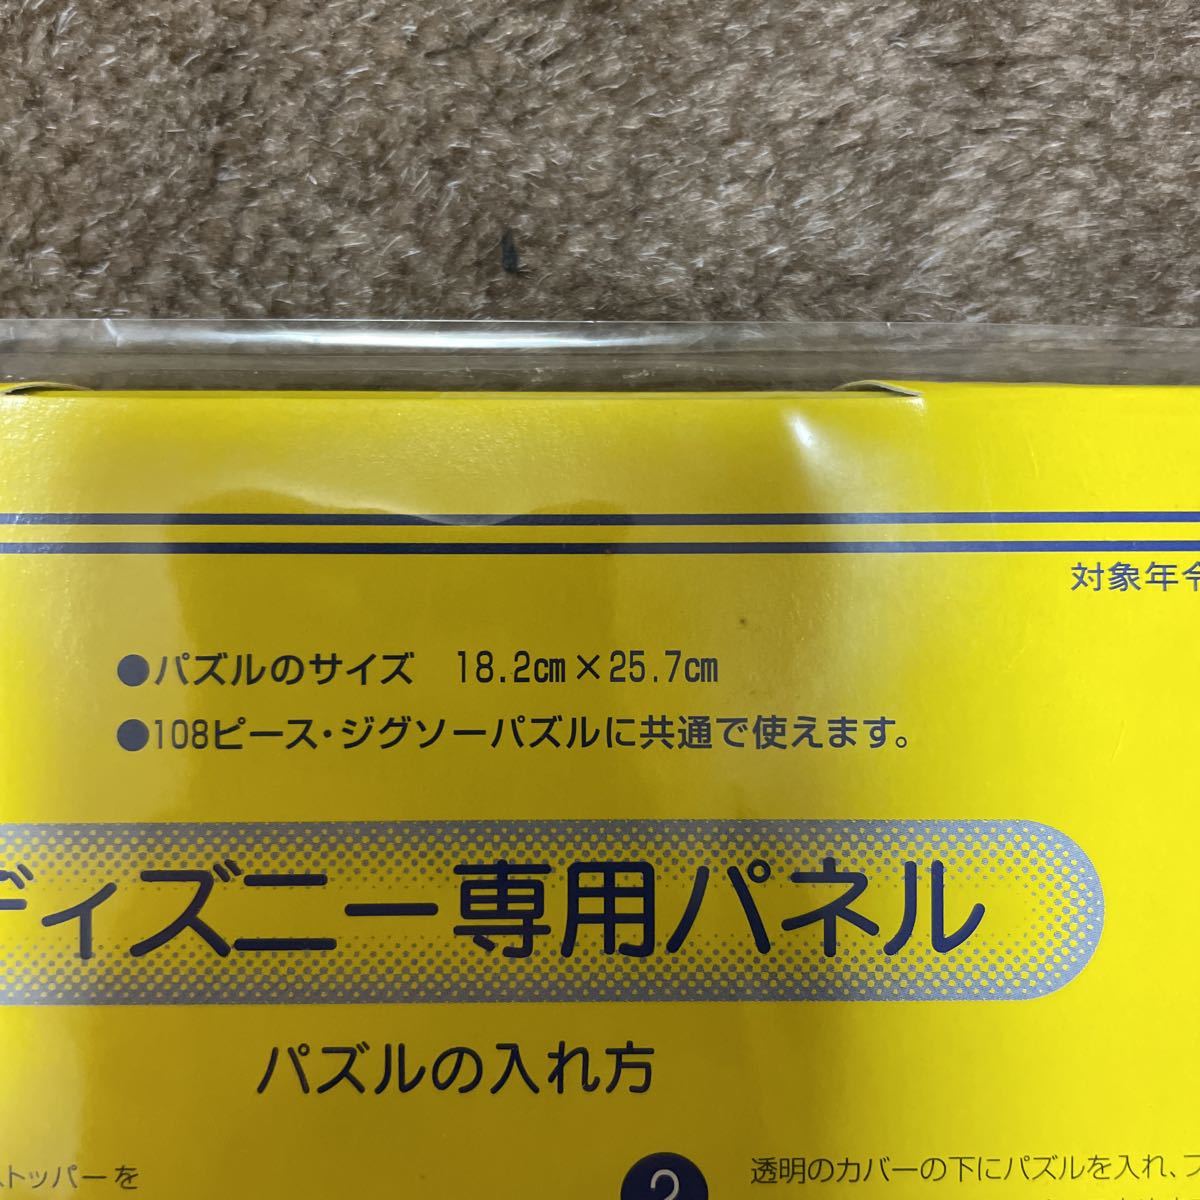 対象年令
●パズルのサイズ 18.2cm×25.7cm
●108ピース・ジグソーパズルに共通で使えます。
ディズニー専用パネル
パズルの入れ方
ストッパーを
2 透明のカバーの下にパズルを入れ、